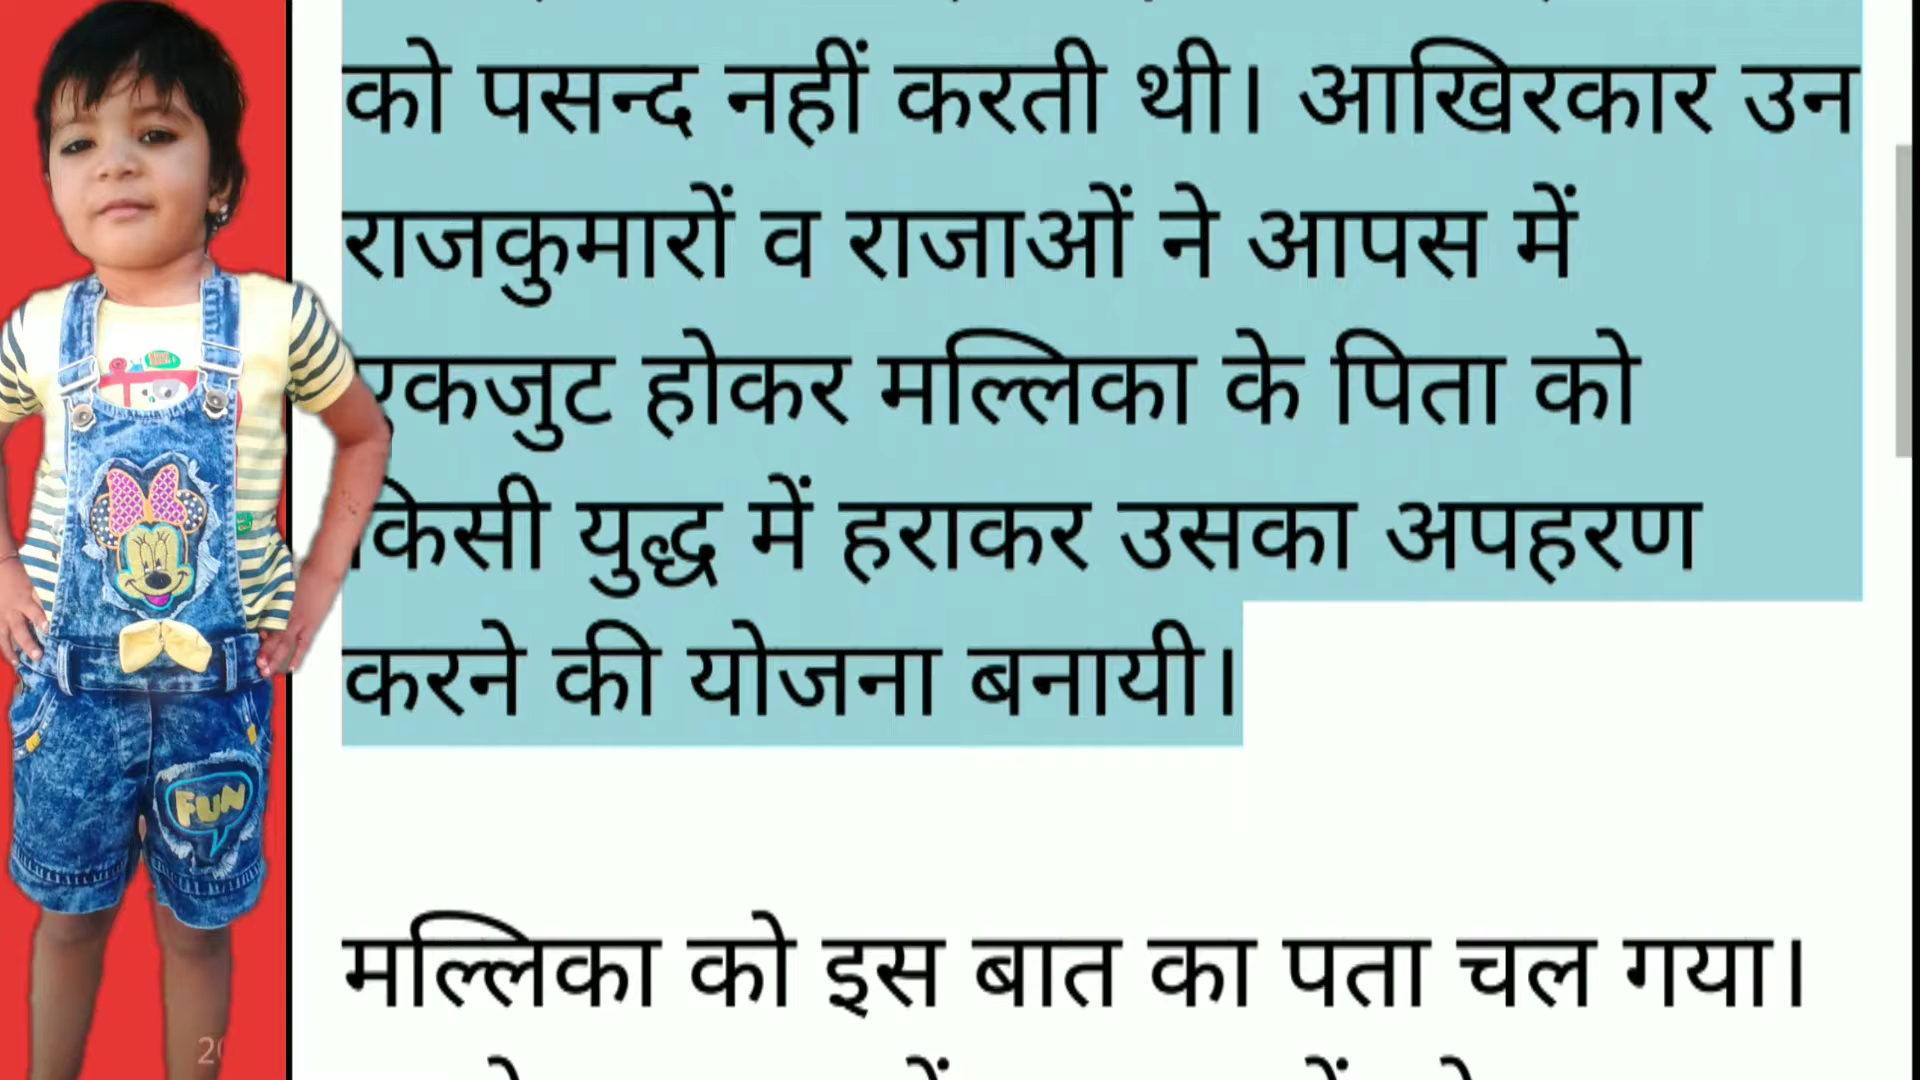 को पसन्द नहीं करती थी। आखिरकार उन
राजकुमारों व राजाओं ने आपस में
एकजुट होकर मल्लिका के पिता को
किसी युद्ध में हराकर उसका अपहरण
करने की योजना बनायी।
मल्लिका को इस बात का पता चल गया।
FUN